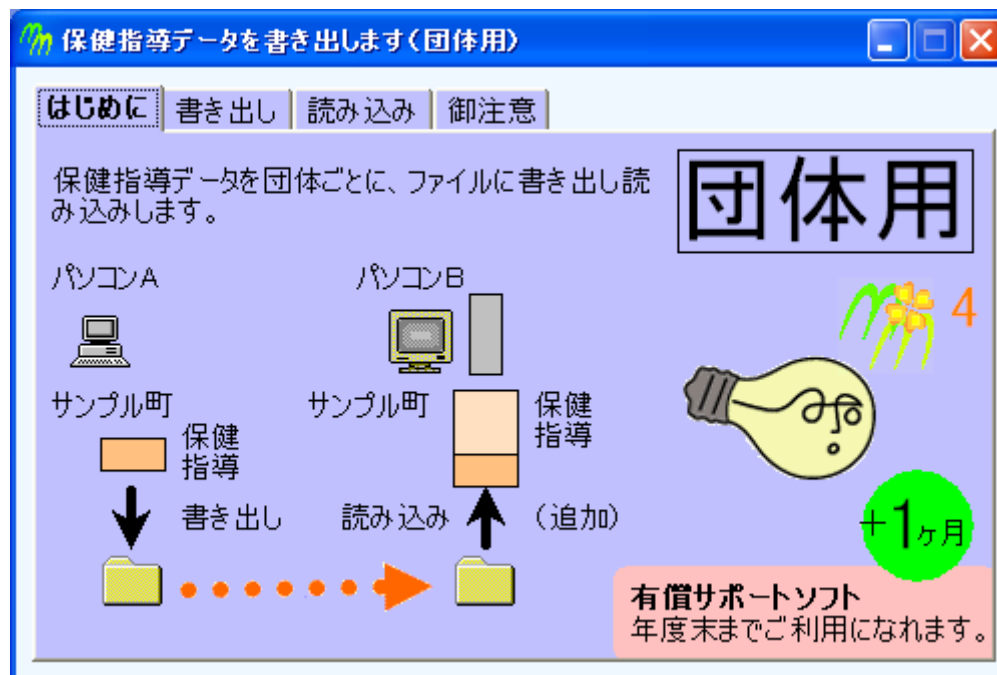 保健指導データを書き出します(団体用)
はじめに 書き出し 読み込み 御注意
保健指導データを団体ごとに、ファイルに書き出し読
み込みします。
団体用
パソコンA パソコンB
4
サンプル町 サンプル町
保健
指導
保健
指導
書き出し 読み込み (追加)
+1ヶ月
有償サポートソフト
年度末までご利用になれます。